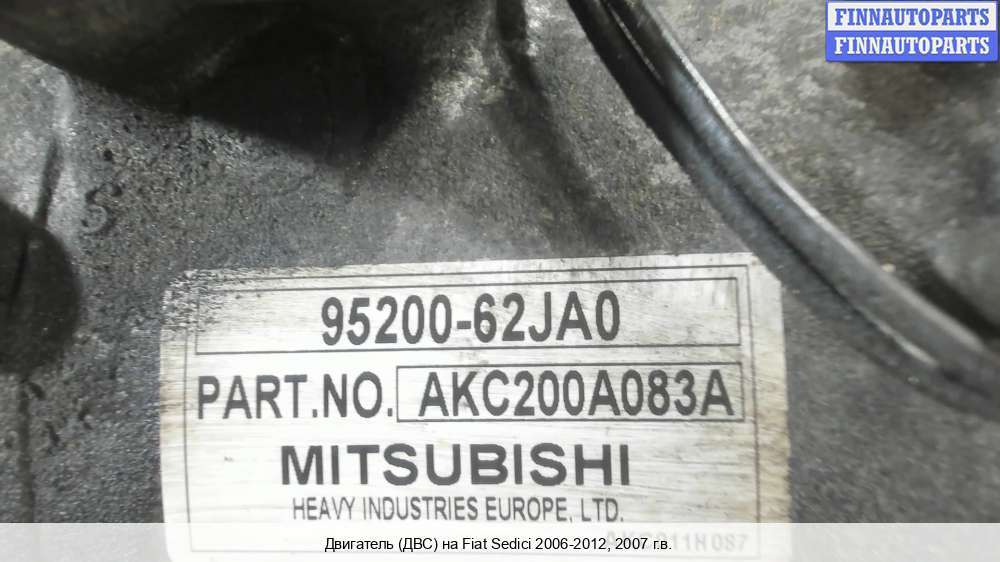 FINNAUTOPARTS
FINNAUTOPARTS
95200-62JA0
PART.NO. AKC200A083A
MITSUBISHI
HEAVY INDUSTRIES EUROPE, LTD.
Двигатель (ДВС) на Fiat Sedici 2006-2012, 2007 г.в.